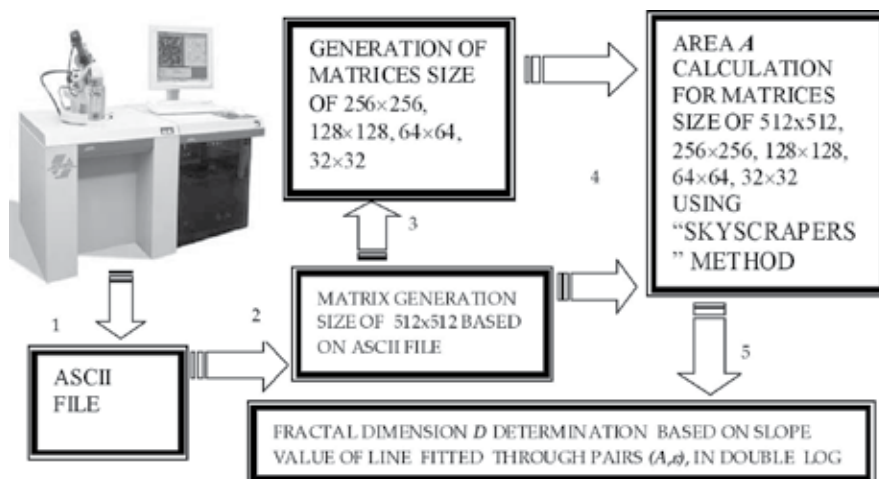 1
ASCII
FILE
2
MATRIX GENERATION
SIZE OF 512x512 BASED
ON ASCII FILE
3
GENERATION OF
MATRICES SIZE
OF 256×256,
128×128, 64×64,
32×32
4
AREA A
CALCULATION
FOR MATRICES
SIZE OF 512x512,
256×256, 128×128,
64×64, 32×32
USING
“SKYSCRAPERS
” METHOD
5
FRACTAL DIMENSION D DETERMINATION BASED ON SLOPE
VALUE OF LINE FITTED THROUGH PAIRS (A,ε), IN DOUBLE LOG